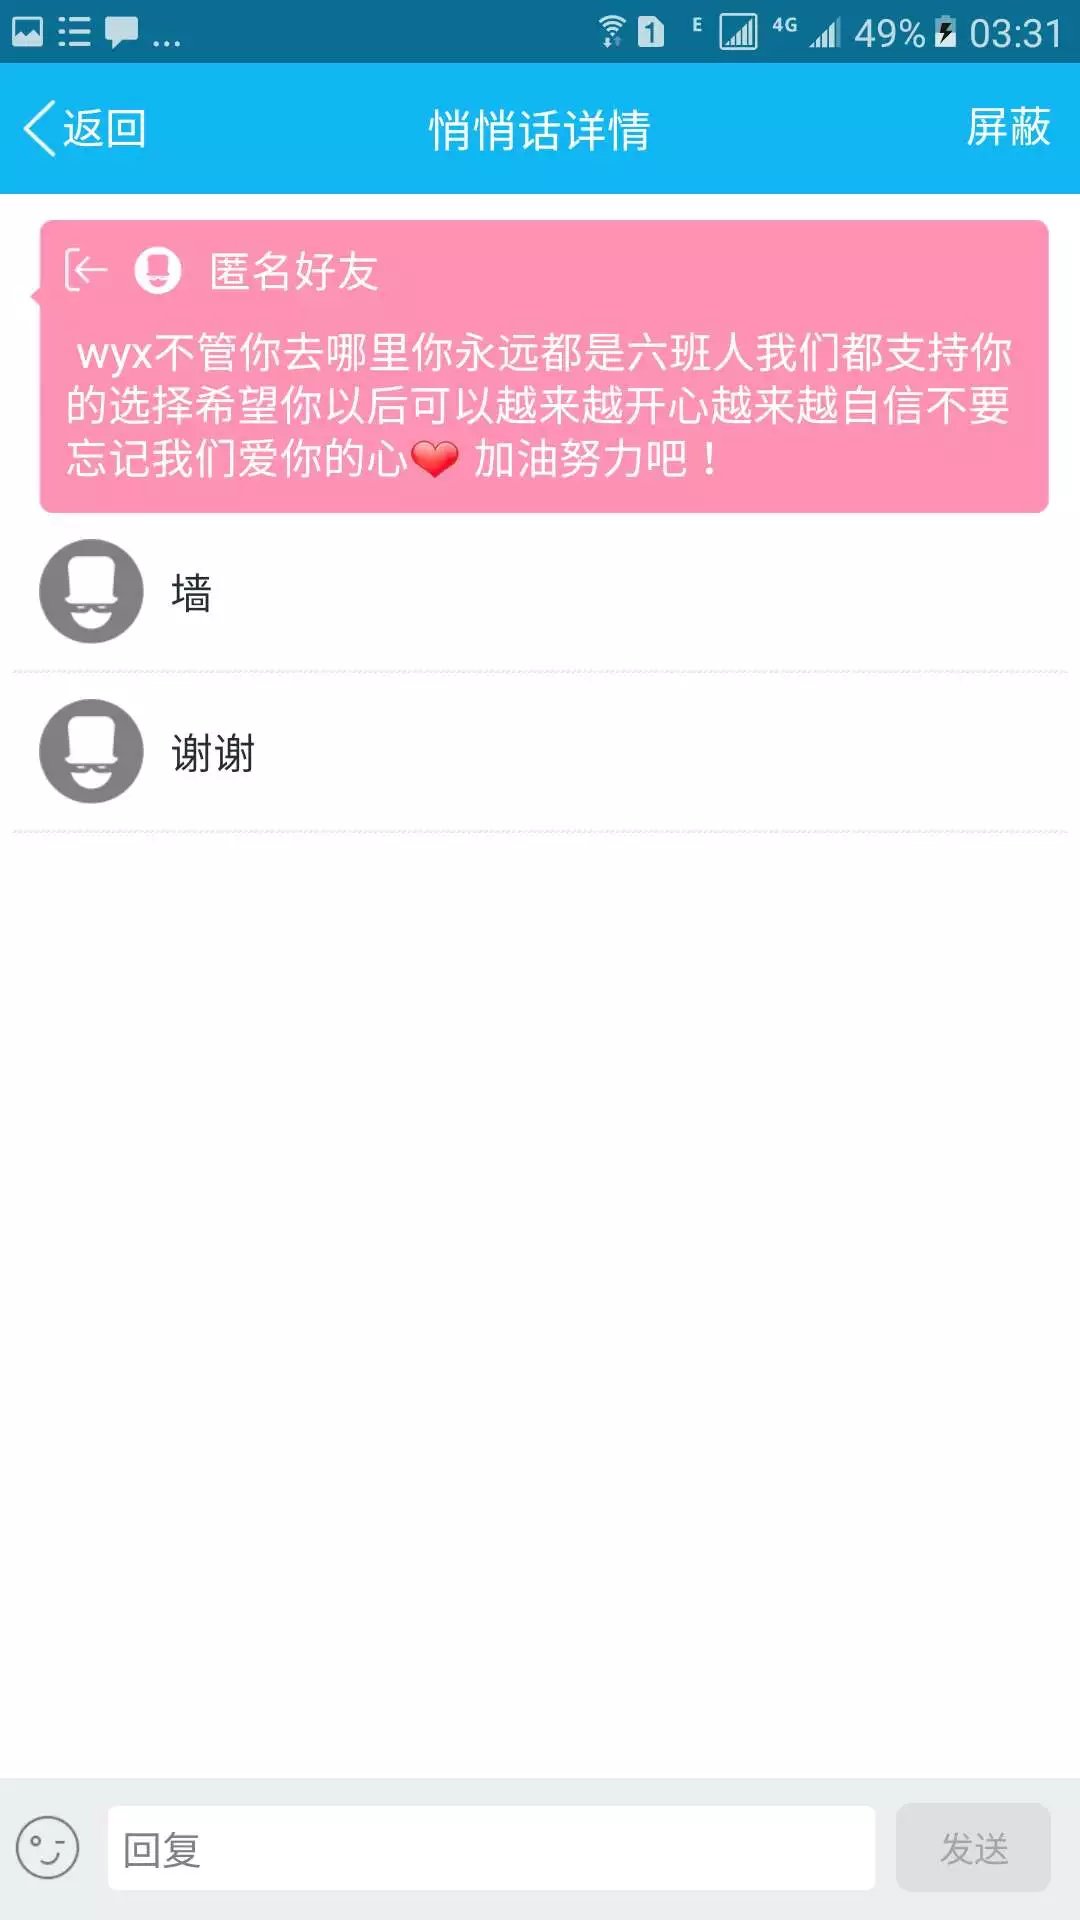 ... 1 E 4G 49% 03:31
返回 悄悄话详情 屏蔽
匿名好友
wyx不管你去哪里你永远都是六班人我们都支持你
的选择希望你以后可以越来越开心越来越自信不要
忘记我们爱你的心❤ 加油努力吧！
墙
谢谢
回复 发送